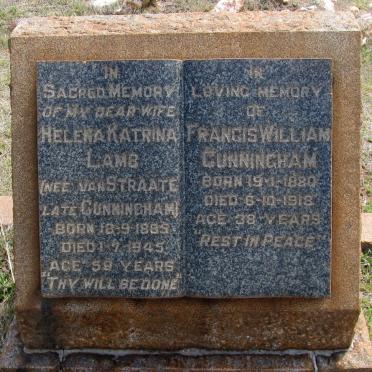 IN
SACRED MEMORY
OF MY DEAR WIFE
HELENA KATRINA
LAMB
(NEE VAN STRAATE
LATE CUNNINGHAM)
BORN 12-9-1885
DIED 1-7-1945
AGE 59 YEARS
"THY WILL BE DONE"
IN
LOVING MEMORY
OF
FRANCIS WILLIAM
CUNNINGHAM
BORN 19-1-1880
DIED 6-10-1918
AGE 38 YEARS
"REST IN PEACE"